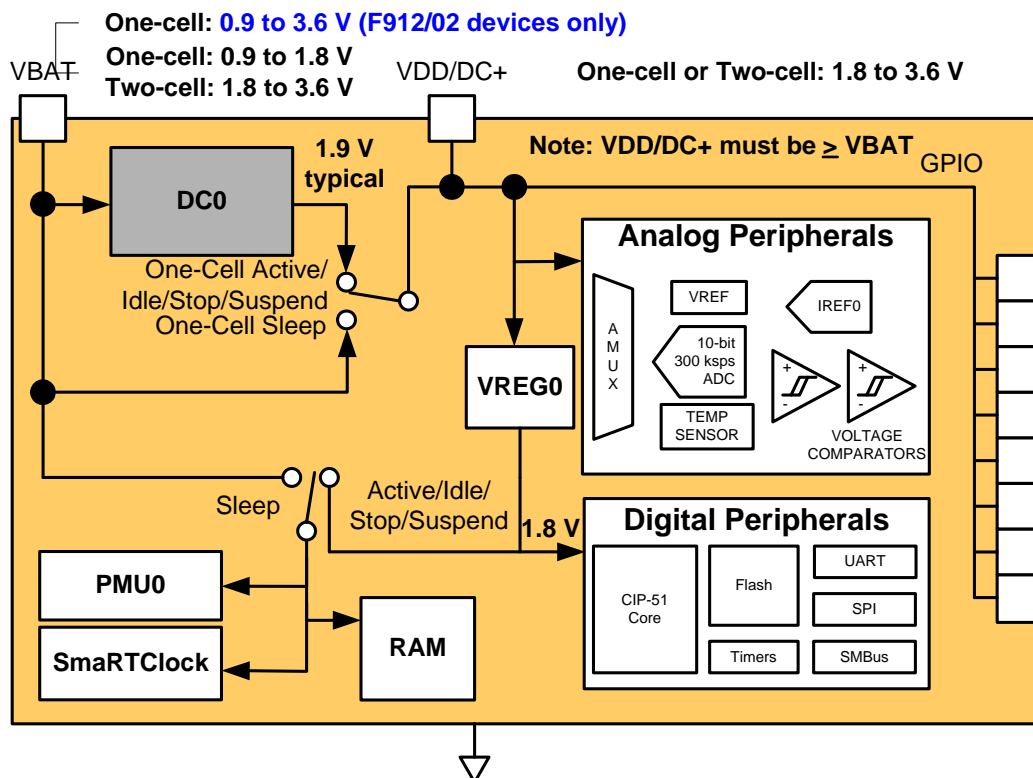 One-cell: 0.9 to 3.6 V (F912/02 devices only)
One-cell: 0.9 to 1.8 V
Two-cell: 1.8 to 3.6 V
VBAT
VDD/DC+
One-cell or Two-cell: 1.8 to 3.6 V
Note: VDD/DC+ must be ≥ VBAT
GPIO
1.9 V
typical
DC0
One-Cell Active/
Idle/Stop/Suspend
One-Cell Sleep
VREG0
Analog Peripherals
A
M
U
X
VREF
IREF0
10-bit
300 ksps
ADC
TEMP
SENSOR
+
-
+
-
VOLTAGE
COMPARATORS
Sleep
Active/Idle/
Stop/Suspend
1.8 V
Digital Peripherals
CIP-51
Core
Flash
Timers
UART
SPI
SMBus
PMU0
SmaRTClock
RAM